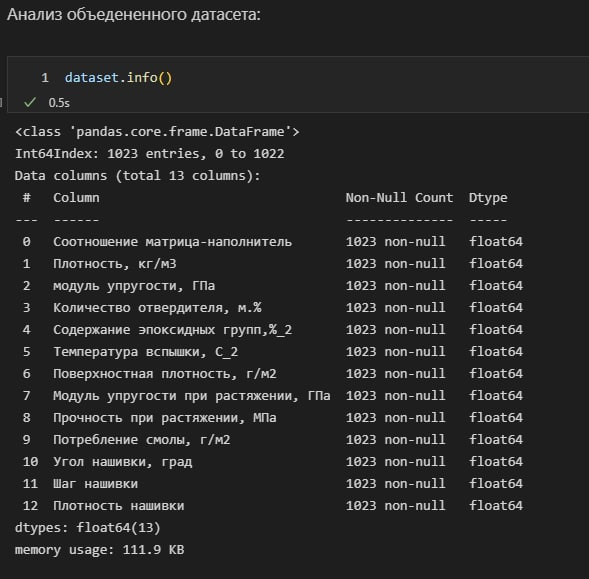 Анализ объедененного датасета:
1 dataset.info()
0.5s
<class 'pandas.core.frame.DataFrame'>
Int64Index: 1023 entries, 0 to 1022
Data columns (total 13 columns):
 #   Column                                Non-Null Count  Dtype
---  ------                                --------------  -----
 0   Соотношение матрица-наполнитель       1023 non-null   float64
 1   Плотность, кг/м3                      1023 non-null   float64
 2   модуль упругости, ГПа                 1023 non-null   float64
 3   Количество отвердителя, м.%           1023 non-null   float64
 4   Содержание эпоксидных групп,%_2       1023 non-null   float64
 5   Температура вспышки, С_2              1023 non-null   float64
 6   Поверхностная плотность, г/м2         1023 non-null   float64
 7   Модуль упругости при растяжении, ГПа  1023 non-null   float64
 8   Прочность при растяжении, МПа         1023 non-null   float64
 9   Потребление смолы, г/м2               1023 non-null   float64
 10  Угол нашивки, град                    1023 non-null   float64
 11  Шаг нашивки                           1023 non-null   float64
 12  Плотность нашивки                     1023 non-null   float64
dtypes: float64(13)
memory usage: 111.9 KB